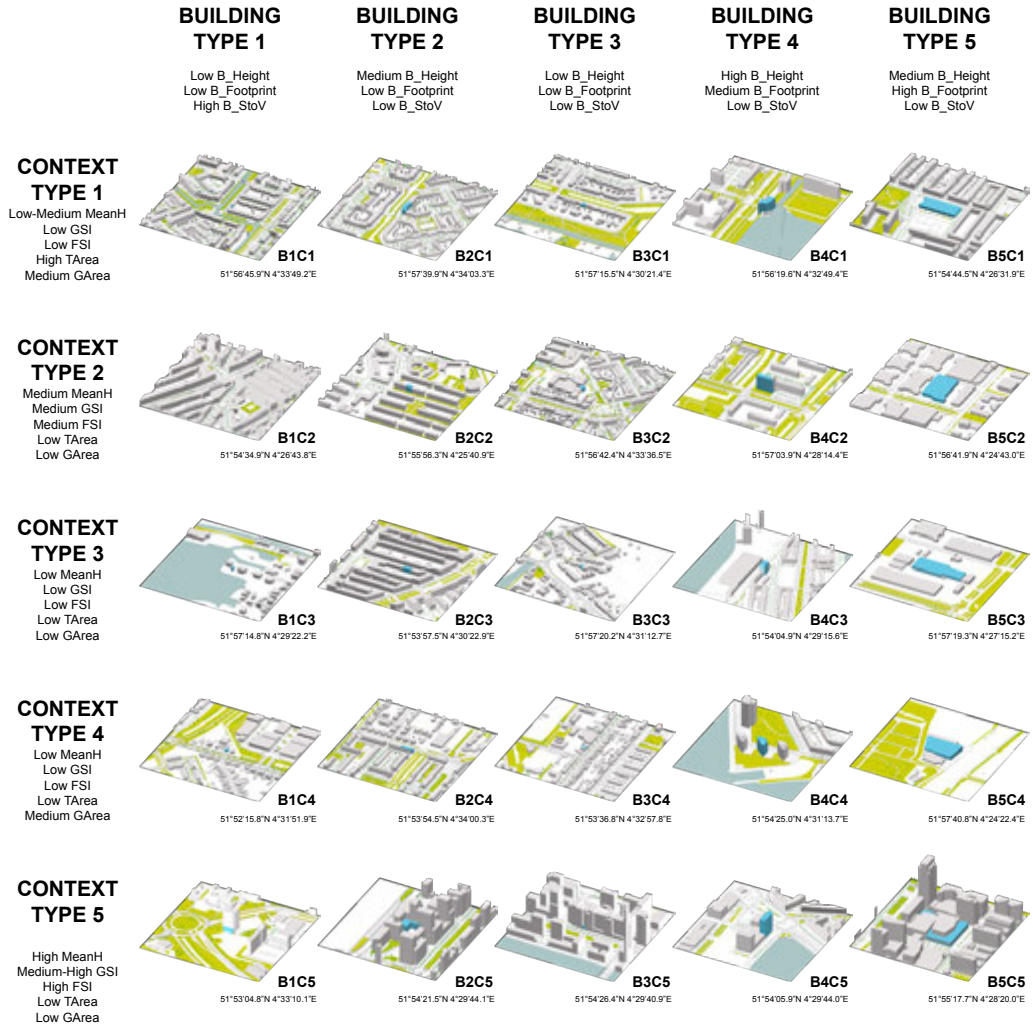 BUILDING
TYPE 1
BUILDING
TYPE 2
BUILDING
TYPE 3
BUILDING
TYPE 4
BUILDING
TYPE 5
Low B_Height
Low B_Footprint
High B_StoV
Medium B_Height
Low B_Footprint
Low B_StoV
Low B_Height
Low B_Footprint
Low B_StoV
High B_Height
Medium B_Footprint
Low B_StoV
Medium B_Height
High B_Footprint
Low B_StoV
CONTEXT
TYPE 1
Low-Medium MeanH
Low GSI
Low FSI
High TArea
Medium GArea
B1C1
51°56'45.9"N 4°33'49.2"E
B2C1
51°57'39.9"N 4°34'03.3"E
B3C1
51°57'15.5"N 4°30'21.4"E
B4C1
51°56'19.6"N 4°32'49.4"E
B5C1
51°54'44.5"N 4°26'31.9"E
CONTEXT
TYPE 2
Medium MeanH
Medium GSI
Medium FSI
Low TArea
Low GArea
B1C2
51°54'34.9"N 4°26'43.8"E
B2C2
51°55'56.3"N 4°25'40.9"E
B3C2
51°56'42.4"N 4°33'36.5"E
B4C2
51°57'03.9"N 4°28'14.4"E
B5C2
51°56'41.9"N 4°24'43.0"E
CONTEXT
TYPE 3
Low MeanH
Low GSI
Low FSI
Low TArea
Low GArea
B1C3
51°57'14.8"N 4°29'22.2"E
B2C3
51°53'57.5"N 4°30'22.9"E
B3C3
51°57'20.2"N 4°31'12.7"E
B4C3
51°54'04.9"N 4°29'15.6"E
B5C3
51°57'19.3"N 4°27'15.2"E
CONTEXT
TYPE 4
Low MeanH
Low GSI
Low FSI
Low TArea
Medium GArea
B1C4
51°52'15.8"N 4°31'51.9"E
B2C4
51°53'54.5"N 4°34'00.3"E
B3C4
51°53'36.8"N 4°32'57.8"E
B4C4
51°54'25.0"N 4°31'13.7"E
B5C4
51°57'40.8"N 4°24'22.4"E
CONTEXT
TYPE 5
High MeanH
Medium-High GSI
High FSI
Low TArea
Low GArea
B1C5
51°53'04.8"N 4°33'10.1"E
B2C5
51°54'21.5"N 4°29'44.1"E
B3C5
51°54'26.4"N 4°29'40.9"E
B4C5
51°54'05.9"N 4°29'44.0"E
B5C5
51°55'17.7"N 4°28'20.0"E